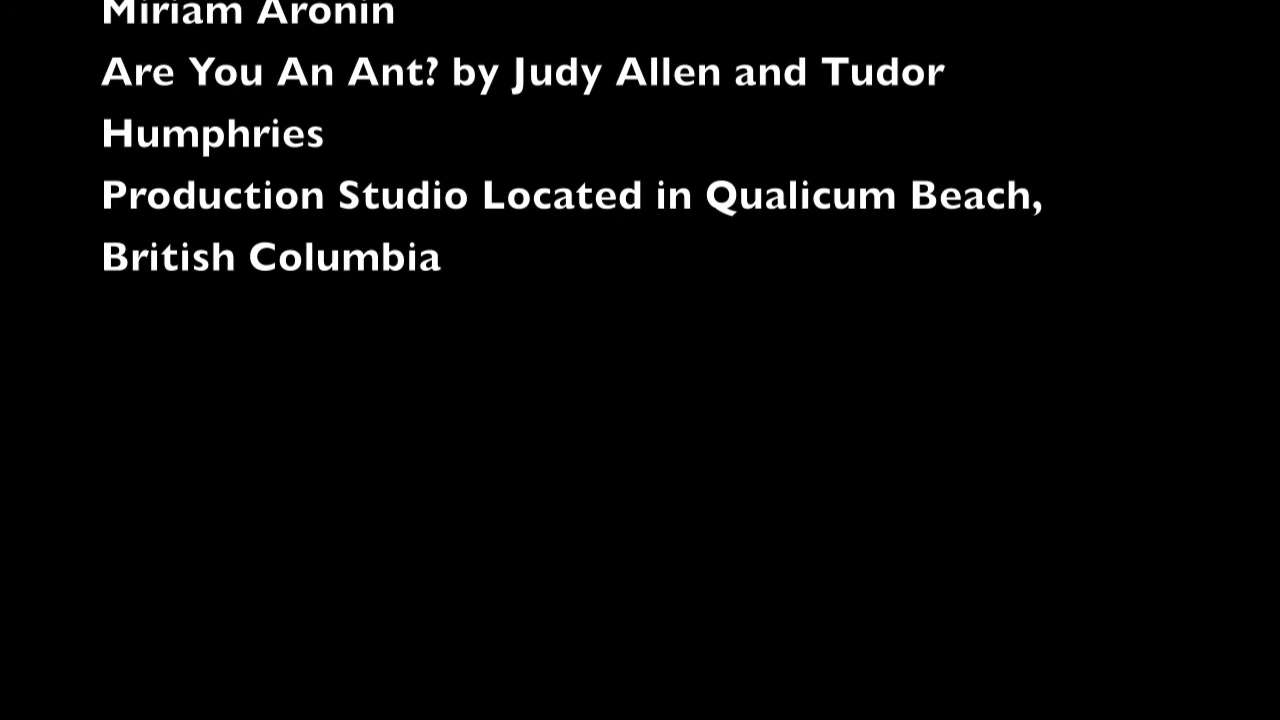 Miriam Aronin
Are You An Ant? by Judy Allen and Tudor
Humphries
Production Studio Located in Qualicum Beach,
British Columbia